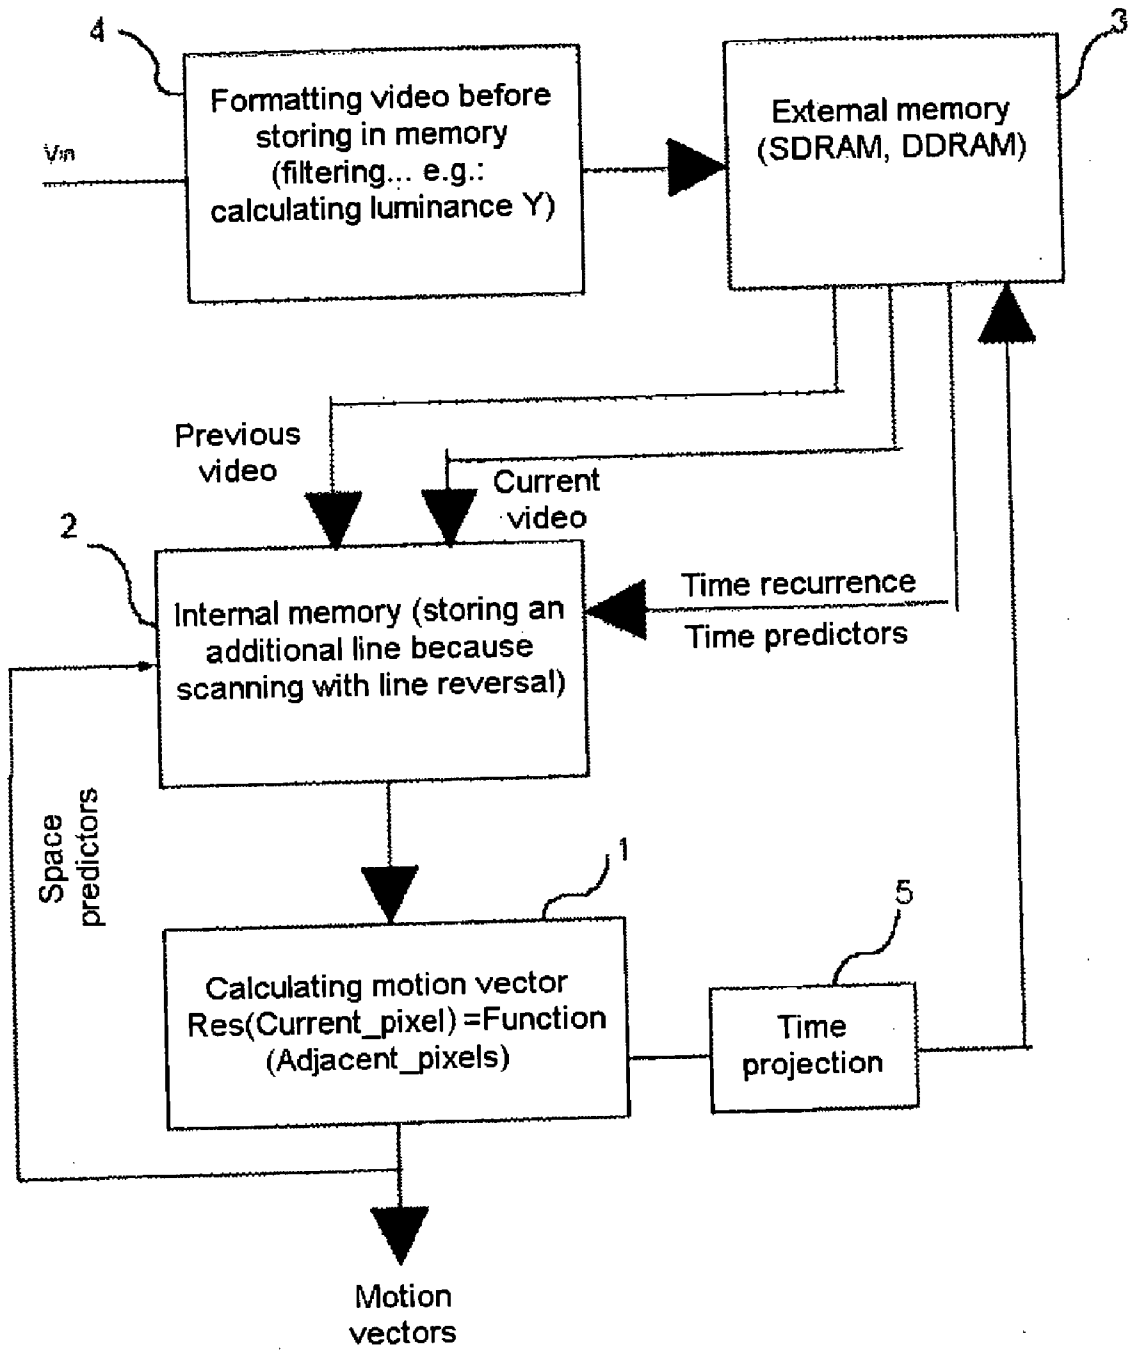 4
3
Formatting video before
storing in memory
(filtering... e.g.:
calculating luminance Y)
External memory
(SDRAM, DDRAM)
Vin
Previous
video
Current
video
2
Time recurrence
Time predictors
Internal memory (storing an
additional line because
scanning with line reversal)
Space
predictors
1
5
Calculating motion vector
Res(Current_pixel) =Function
(Adjacent_pixels)
Time
projection
Motion
vectors